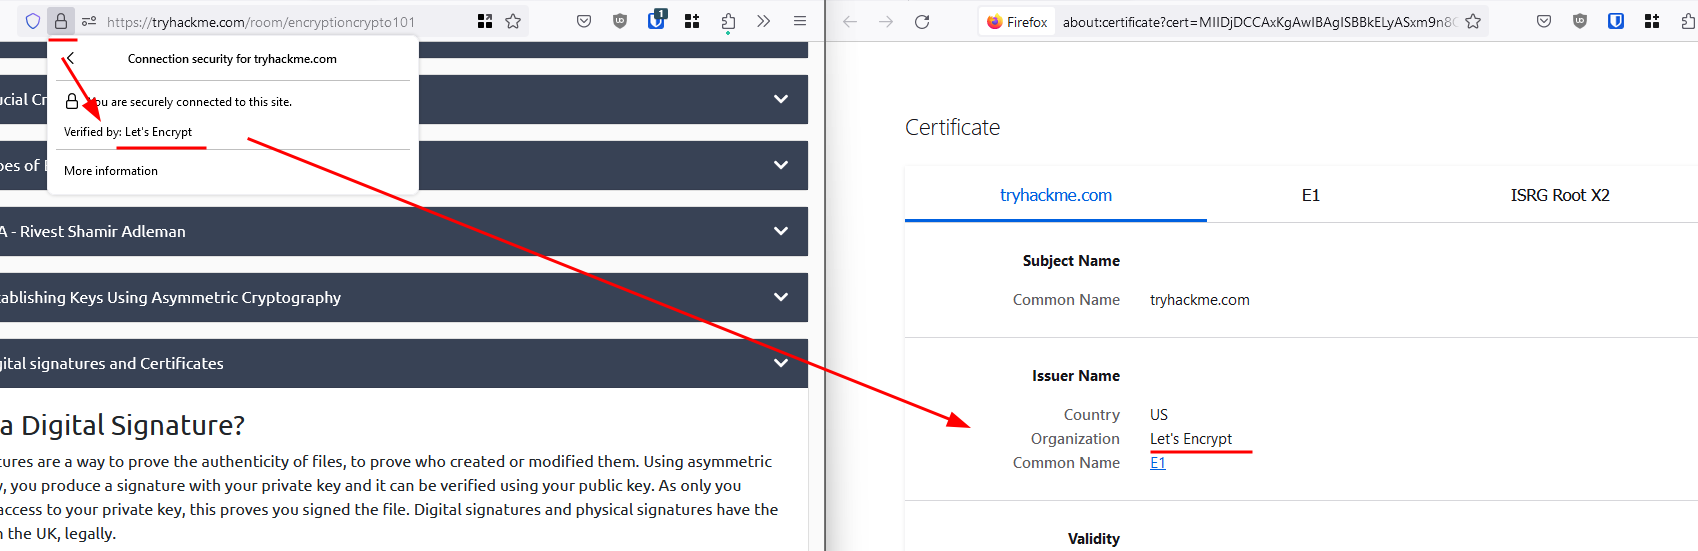 https://tryhackme.com/room/encryptioncrypto101
1
Connection security for tryhackme.com
You are securely connected to this site.
Verified by: Let's Encrypt
More information
ucial Cr
pes of
A - Rivest Shamir Adleman
tablishing Keys Using Asymmetric Cryptography
gital signatures and Certificates
a Digital Signature?
tures are a way to prove the authenticity of files, to prove who created or modified them. Using asymmetric
y, you produce a signature with your private key and it can be verified using your public key. As only you
access to your private key, this proves you signed the file. Digital signatures and physical signatures have the
n the UK, legally.
Firefox
about:certificate?cert=MIIDjDCCAxKgAwIBAgISBBkELyASxm9n8
Certificate
tryhackme.com
E1
ISRG Root X2
Subject Name
Common Name tryhackme.com
Issuer Name
Country US
Organization Let's Encrypt
Common Name E1
Validity